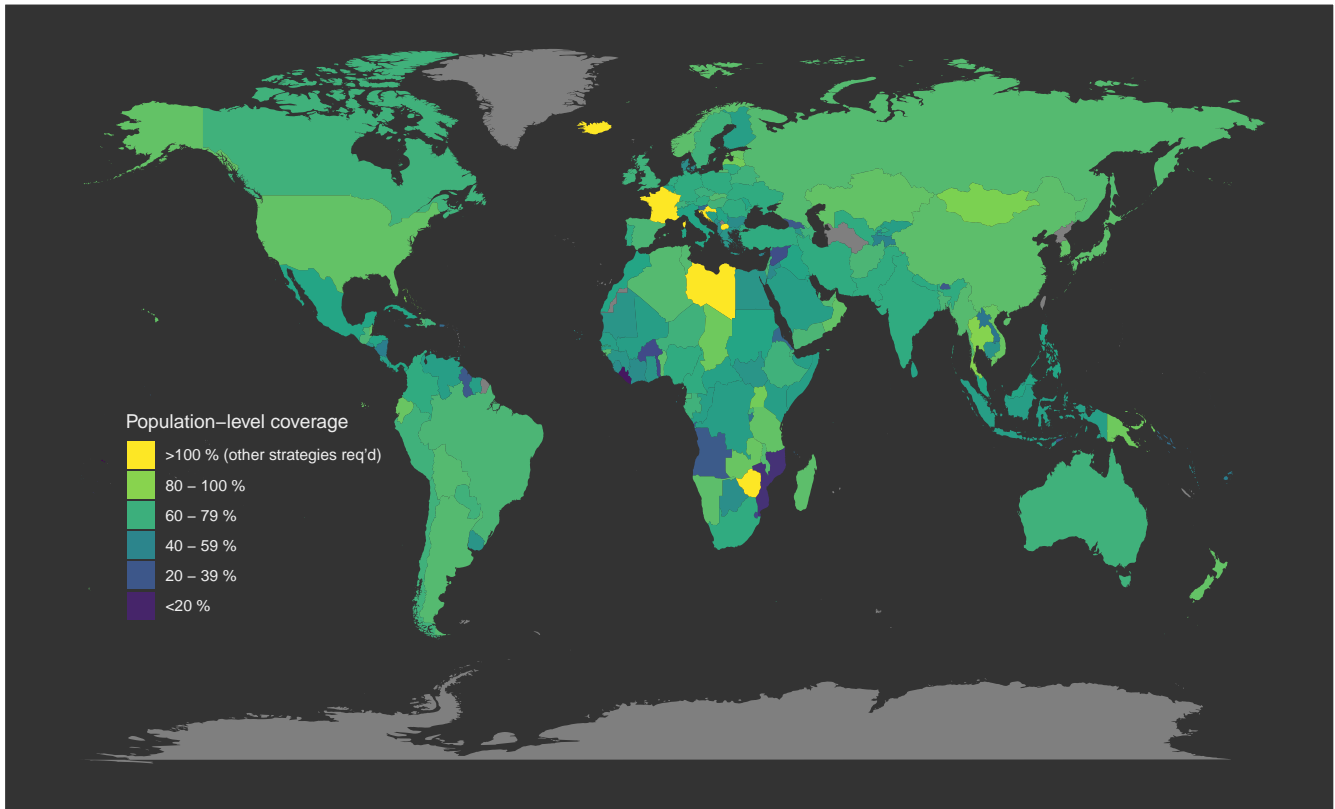 Population−level coverage
>100 % (other strategies req'd)
80 − 100 %
60 − 79 %
40 − 59 %
20 − 39 %
<20 %